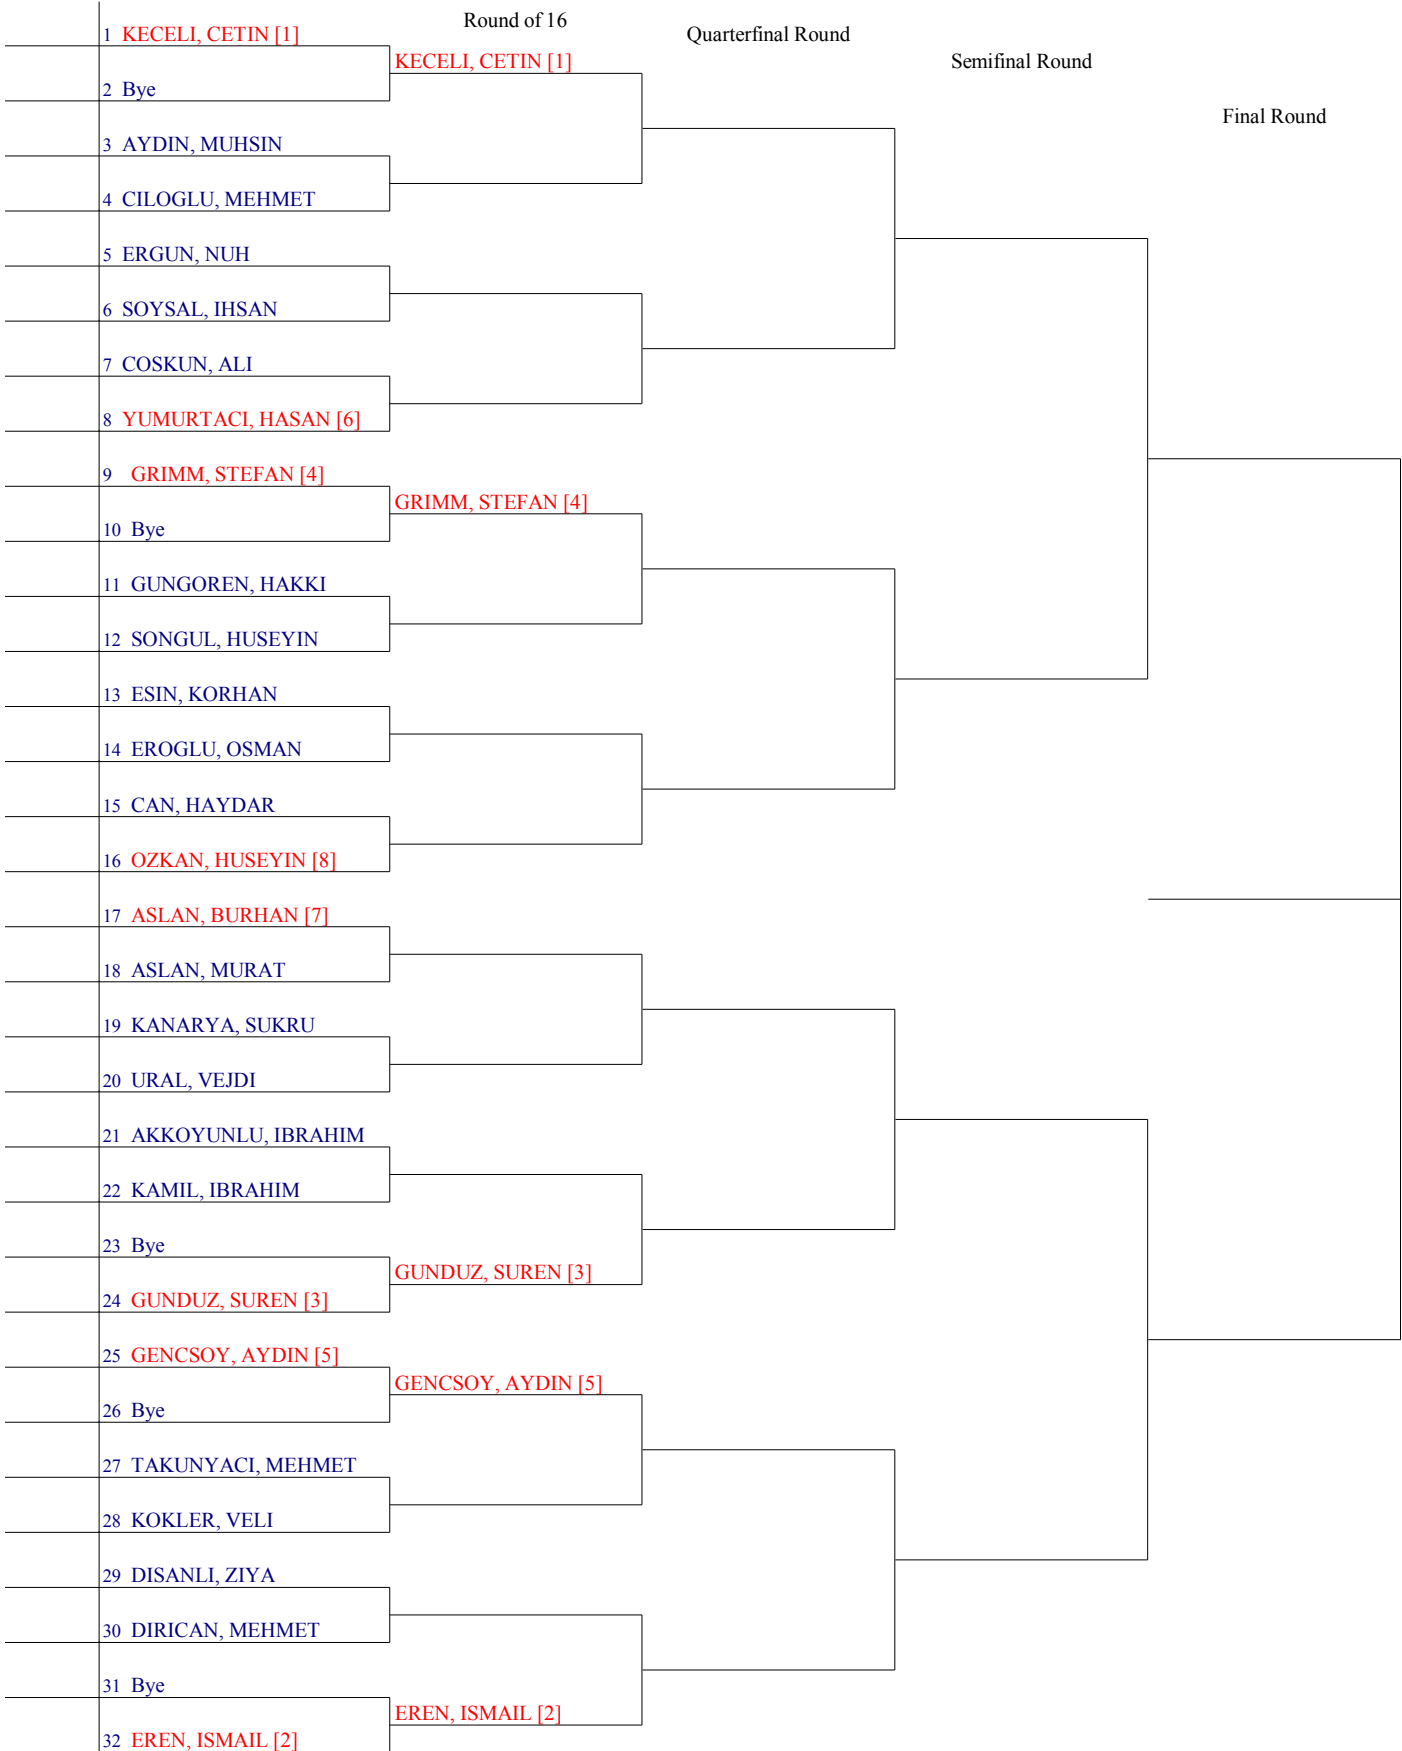 Round of 16
Quarterfinal Round
Semifinal Round
Final Round
1 KECELI, CETIN [1]
KECELI, CETIN [1]
2 Bye
3 AYDIN, MUHSIN
4 CILOGLU, MEHMET
5 ERGUN, NUH
6 SOYSAL, IHSAN
7 COSKUN, ALI
8 YUMURTACI, HASAN [6]
9 GRIMM, STEFAN [4]
GRIMM, STEFAN [4]
10 Bye
11 GUNGOREN, HAKKI
12 SONGUL, HUSEYIN
13 ESIN, KORHAN
14 EROGLU, OSMAN
15 CAN, HAYDAR
16 OZKAN, HUSEYIN [8]
17 ASLAN, BURHAN [7]
18 ASLAN, MURAT
19 KANARYA, SUKRU
20 URAL, VEJDI
21 AKKOYUNLU, IBRAHIM
22 KAMIL, IBRAHIM
23 Bye
GUNDUZ, SUREN [3]
24 GUNDUZ, SUREN [3]
25 GENCSOY, AYDIN [5]
GENCSOY, AYDIN [5]
26 Bye
27 TAKUNYACI, MEHMET
28 KOKLER, VELI
29 DISANLI, ZIYA
30 DIRICAN, MEHMET
31 Bye
EREN, ISMAIL [2]
32 EREN, ISMAIL [2]